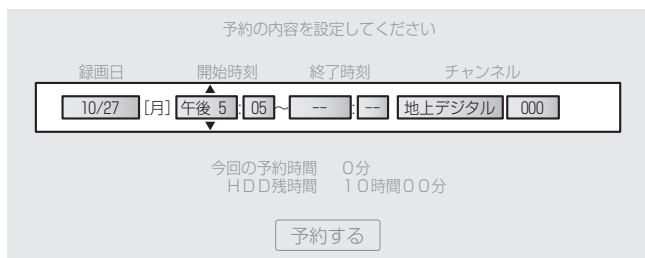 予約の内容を設定してください
録画日 開始時刻 終了時刻 チャンネル
10/27 [月] 午後 5 : 05 ～ -- : -- 地上デジタル 000
今回の予約時間 0分
HDD残時間 10時間00分
予約する